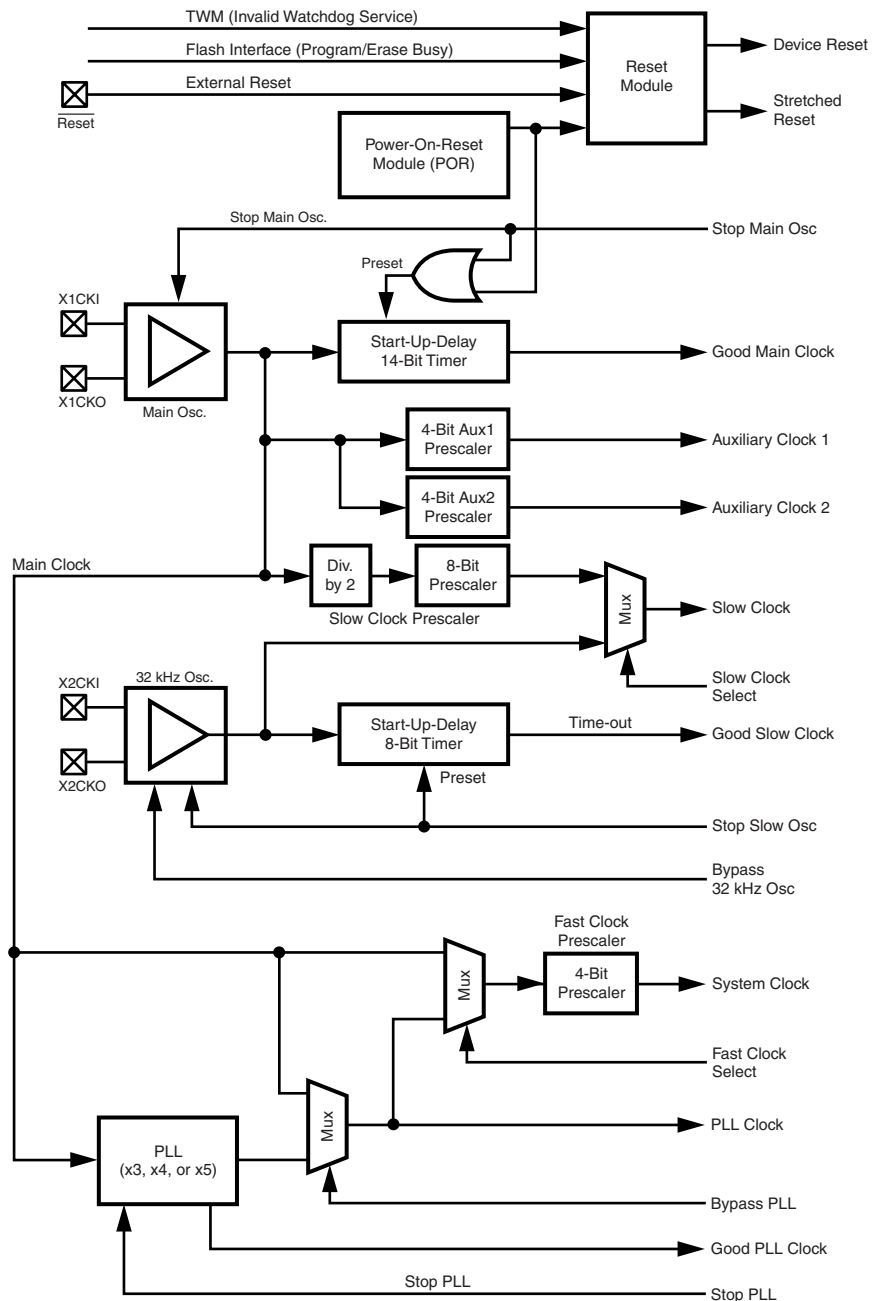 TWM (Invalid Watchdog Service)
Flash Interface (Program/Erase Busy)
External Reset
Reset
Reset
Module
Device Reset
Stretched
Reset
Power-On-Reset
Module (POR)
Stop Main Osc.
Stop Main Osc
Preset
X1CKI
X1CKO
Main Osc.
Start-Up-Delay
14-Bit Timer
Good Main Clock
4-Bit Aux1
Prescaler
Auxiliary Clock 1
4-Bit Aux2
Prescaler
Auxiliary Clock 2
Main Clock
Div.
by 2
8-Bit
Prescaler
Slow Clock Prescaler
Mux
Slow Clock
Slow Clock
Select
32 kHz Osc.
X2CKI
X2CKO
Start-Up-Delay
8-Bit Timer
Time-out
Good Slow Clock
Preset
Stop Slow Osc
Bypass
32 kHz Osc
Fast Clock
Prescaler
Mux
4-Bit
Prescaler
System Clock
Fast Clock
Select
Mux
PLL Clock
PLL
(x3, x4, or x5)
Bypass PLL
Good PLL Clock
Stop PLL
Stop PLL